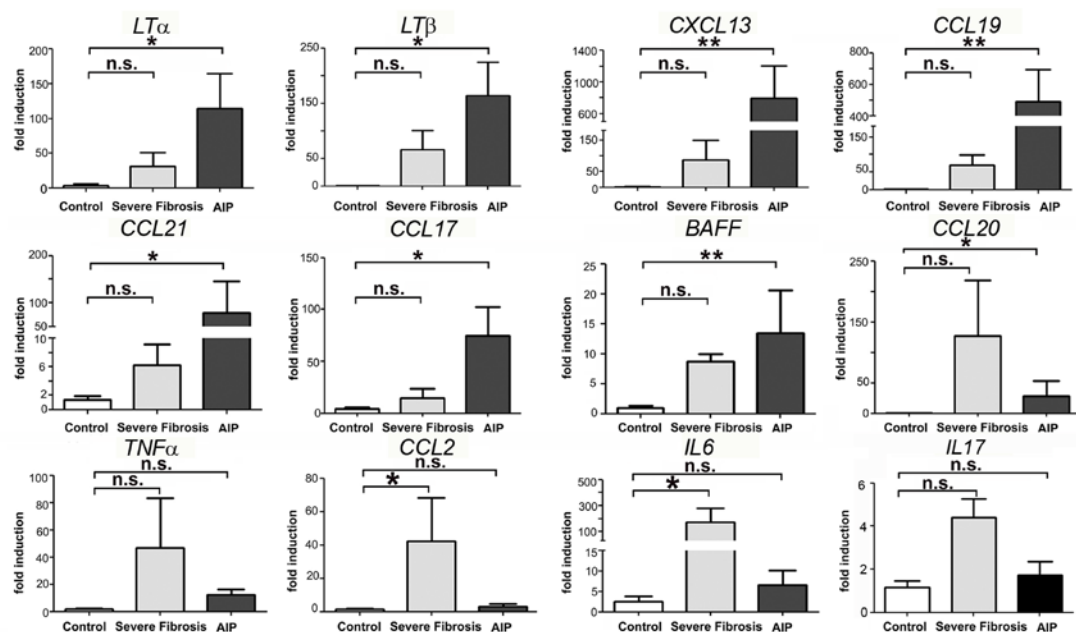 LTα
*
n.s.
fold induction
200
150
100
50
0
Control Severe Fibrosis AIP
LTβ
*
n.s.
fold induction
250
200
150
100
50
0
Control Severe Fibrosis AIP
CXCL13
**
n.s.
fold induction
1400
1000
600
150
100
50
0
Control Severe Fibrosis AIP
CCL19
**
n.s.
fold induction
800
600
400
200
150
100
50
0
Control Severe Fibrosis AIP
CCL21
*
n.s.
fold induction
200
150
100
50
10
8
6
4
2
0
Control Severe Fibrosis AIP
CCL17
*
n.s.
fold induction
150
100
50
0
Control Severe Fibrosis AIP
BAFF
**
n.s.
fold induction
25
20
15
10
5
0
Control Severe Fibrosis AIP
CCL20
*
n.s.
fold induction
250
150
100
50
0
Control Severe Fibrosis AIP
TNFα
n.s.
n.s.
fold induction
100
80
60
40
20
0
Control Severe Fibrosis AIP
CCL2
n.s.
*
fold induction
80
60
40
20
0
Control Severe Fibrosis AIP
IL6
n.s.
*
fold induction
500
300
100
15
10
5
0
Control Severe Fibrosis AIP
IL17
n.s.
n.s.
fold induction
6
4
2
0
Control Severe Fibrosis AIP